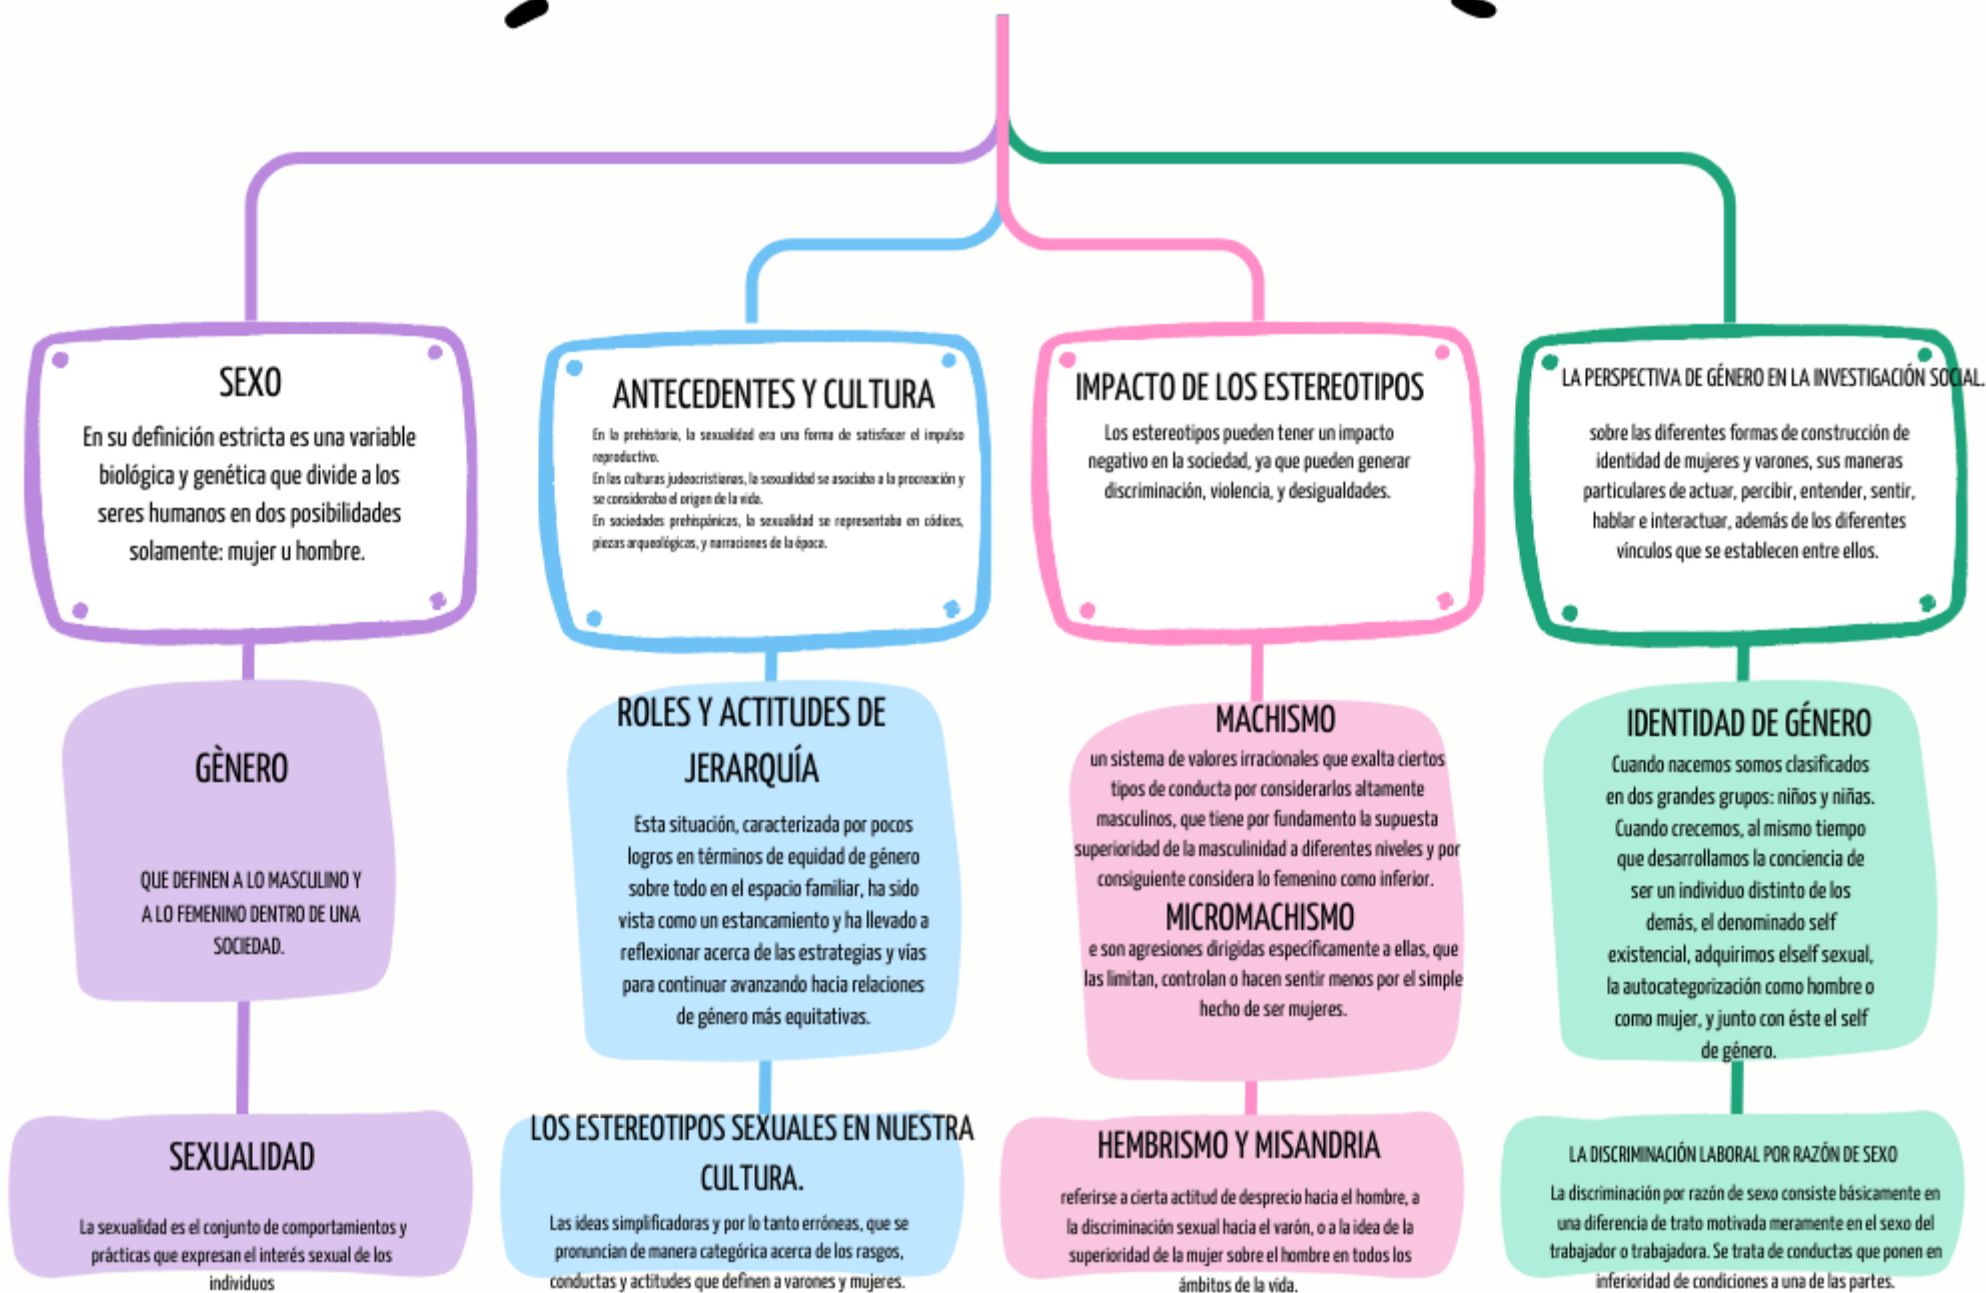 SEXO
En su definición estricta es una variable
biológica y genética que divide a los
seres humanos en dos posibilidades
solamente: mujer u hombre.
GÈNERO
QUE DEFINEN A LO MASCULINO Y
A LO FEMENINO DENTRO DE UNA
SOCIEDAD.
SEXUALIDAD
La sexualidad es el conjunto de comportamientos y
prácticas que expresan el interés sexual de los
individuos
ANTECEDENTES Y CULTURA
En la prehistoria, la sexualidad era una forma de satisfacer el impulso
reproductivo.
En las culturas judeocristianas, la sexualidad se asociaba a la procreación y
se consideraba el origen de la vida.
En sociedades prehispánicas, la sexualidad se representaba en códices,
piezas arqueológicas, y narraciones de la época.
ROLES Y ACTITUDES DE
JERARQUÍA
Esta situación, caracterizada por pocos
logros en términos de equidad de género
sobre todo en el espacio familiar, ha sido
vista como un estancamiento y ha llevado a
reflexionar acerca de las estrategias y vías
para continuar avanzando hacia relaciones
de género más equitativas.
LOS ESTEREOTIPOS SEXUALES EN NUESTRA
CULTURA.
Las ideas simplificadoras y por lo tanto erróneas, que se
pronuncian de manera categórica acerca de los rasgos,
conductas y actitudes que definen a varones y mujeres.
IMPACTO DE LOS ESTEREOTIPOS
Los estereotipos pueden tener un impacto
negativo en la sociedad, ya que pueden generar
discriminación, violencia, y desigualdades.
MACHISMO
un sistema de valores irracionales que exalta ciertos
tipos de conducta por considerarlos altamente
masculinos, que tiene por fundamento la supuesta
superioridad de la masculinidad a diferentes niveles y por
consiguiente considera lo femenino como inferior.
MICROMACHISMO
e son agresiones dirigidas específicamente a ellas, que
las limitan, controlan o hacen sentir menos por el simple
hecho de ser mujeres.
HEMBRISMO Y MISANDRIA
referirse a cierta actitud de desprecio hacia el hombre, a
la discriminación sexual hacia el varón, o a la idea de la
superioridad de la mujer sobre el hombre en todos los
ámbitos de la vida.
LA PERSPECTIVA DE GÉNERO EN LA INVESTIGACIÓN SOCIAL.
sobre las diferentes formas de construcción de
identidad de mujeres y varones, sus maneras
particulares de actuar, percibir, entender, sentir,
hablar e interactuar, además de los diferentes
vínculos que se establecen entre ellos.
IDENTIDAD DE GÉNERO
Cuando nacemos somos clasificados
en dos grandes grupos: niños y niñas.
Cuando crecemos, al mismo tiempo
que desarrollamos la conciencia de
ser un individuo distinto de los
demás, el denominado self
existencial, adquirimos elself sexual,
la autocategorización como hombre o
como mujer, y junto con éste el self
de género.
LA DISCRIMINACIÓN LABORAL POR RAZÓN DE SEXO
La discriminación por razón de sexo consiste básicamente en
una diferencia de trato motivada meramente en el sexo del
trabajador o trabajadora. Se trata de conductas que ponen en
inferioridad de condiciones a una de las partes.